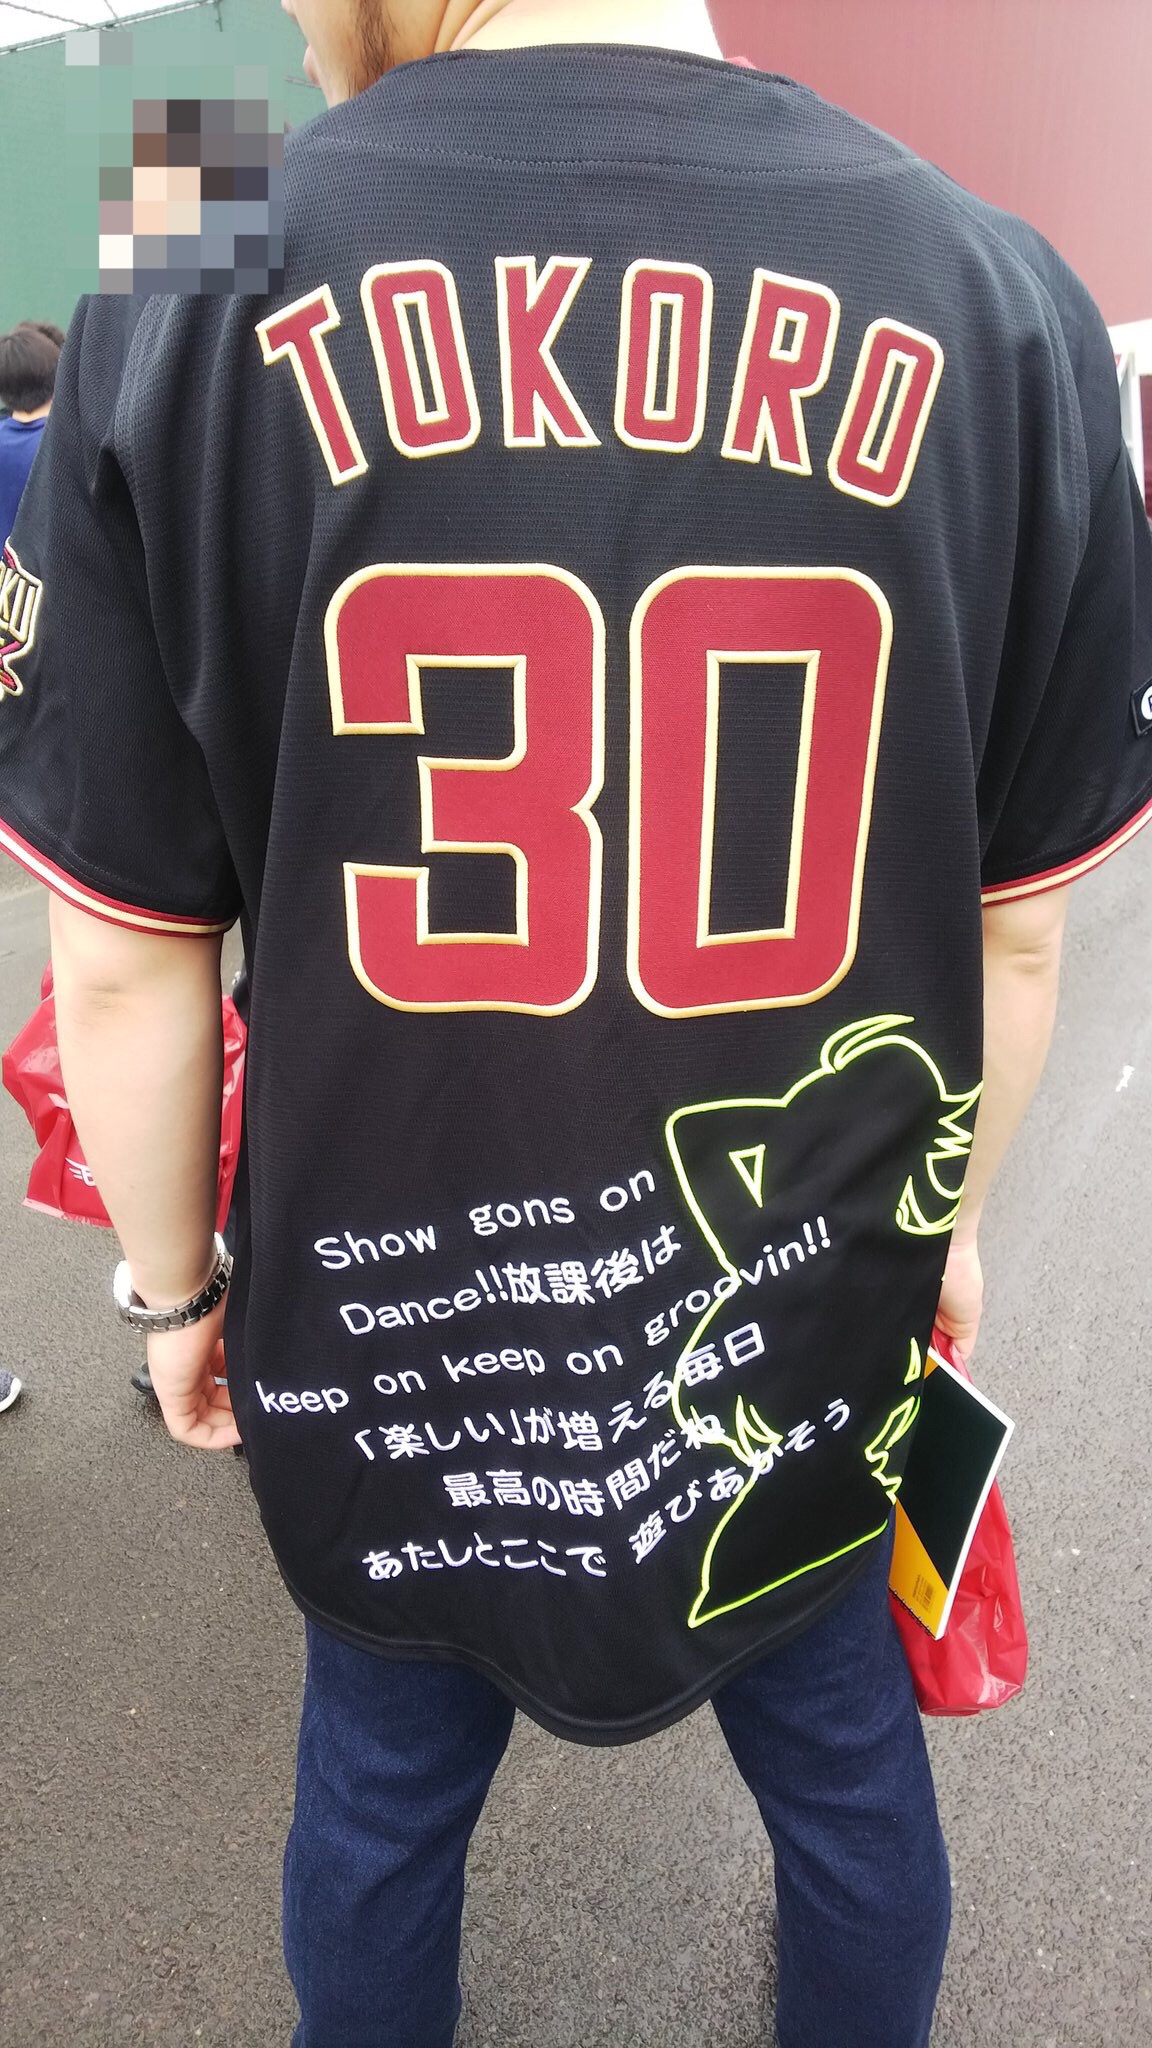 TOKORO
30
Show gons on
Dance!!放課後は
keep on keep on groovin!!
「楽しい」が増える毎日
最高の時間だね
あたしとここで 遊びあかそう